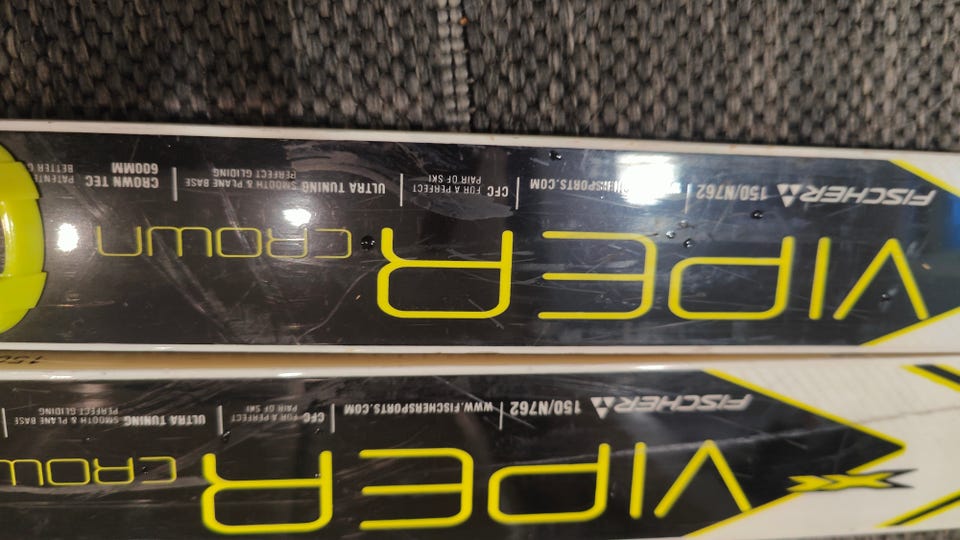 FISCHER 150/N762
CFC FOR A PERFECT PAIR OF SKI
ULTRA TUNING SMOOTH & PLANE BASE PERFECT GLIDING
CROWN TEC 600MM
VIPER CROWN
FISCHER 150/N762 WWW.FISCHERSPORTS.COM
CFC FOR A PERFECT PAIR OF SKI
ULTRA TUNING SMOOTH & PLANE BASE PERFECT GLIDING
VIPER